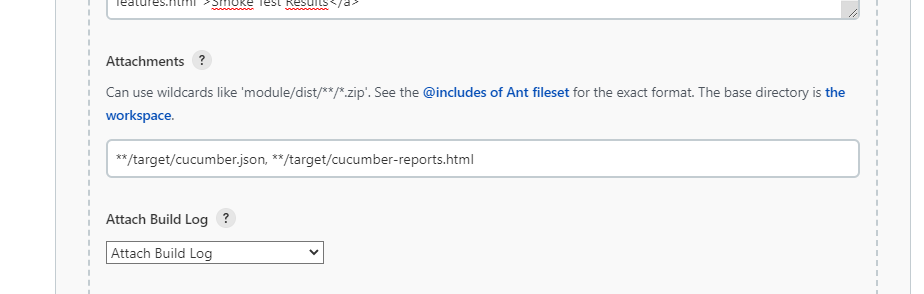 features.html">Smoke Test Results</a>
Attachments ?
Can use wildcards like 'module/dist/**/*.zip'. See the @includes of Ant fileset for the exact format. The base directory is the
workspace.
**/target/cucumber.json, **/target/cucumber-reports.html
Attach Build Log ?
Attach Build Log